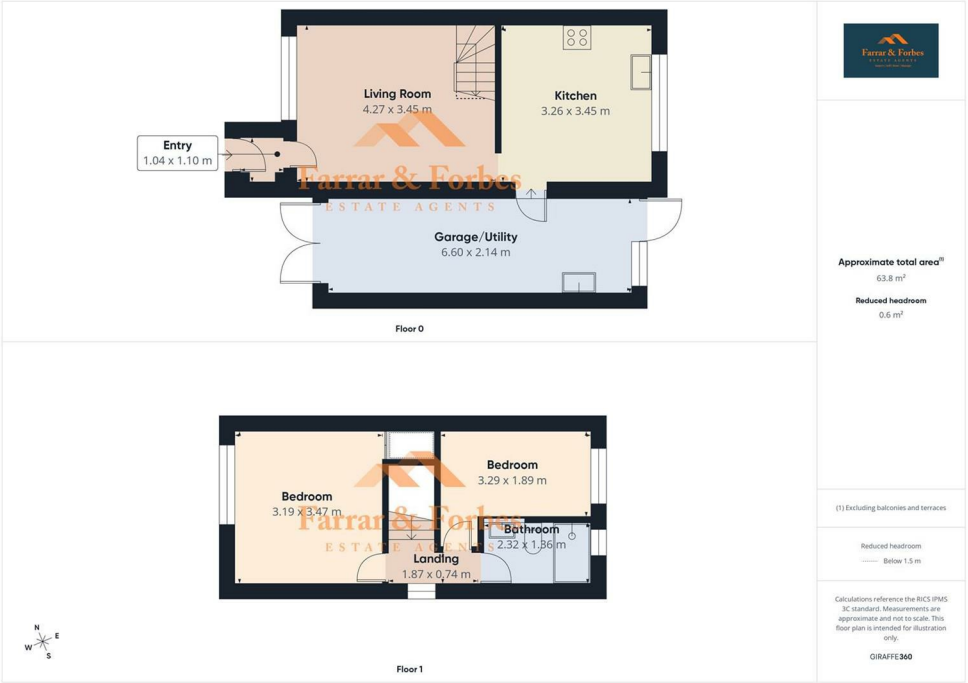 Living Room
4.27 x 3.45 m
Kitchen
3.26 x 3.45 m
Entry
1.04 x 1.10 m
Farrar & Forbes
ESTATE AGENTS
Garage/Utility
6.60 x 2.14 m
Floor 0
Bedroom
3.19 x 3.47 m
Bedroom
3.29 x 1.89 m
Farrar & Forbes
ESTATE AGENTS
Bathroom
2.32 x 1.36 m
Landing
1.87 x 0.74 m
N
E
W
S
Floor 1
Farrar & Forbes
ESTATE AGENTS
Approximate total area(1)
63.8 m²
Reduced headroom
0.6 m²
(1) Excluding balconies and terraces
Reduced headroom
Below 1.5 m
Calculations reference the RICS IPMS
3C standard. Measurements are
approximate and not to scale. This
floor plan is intended for illustration
only.
GIRAFFE360